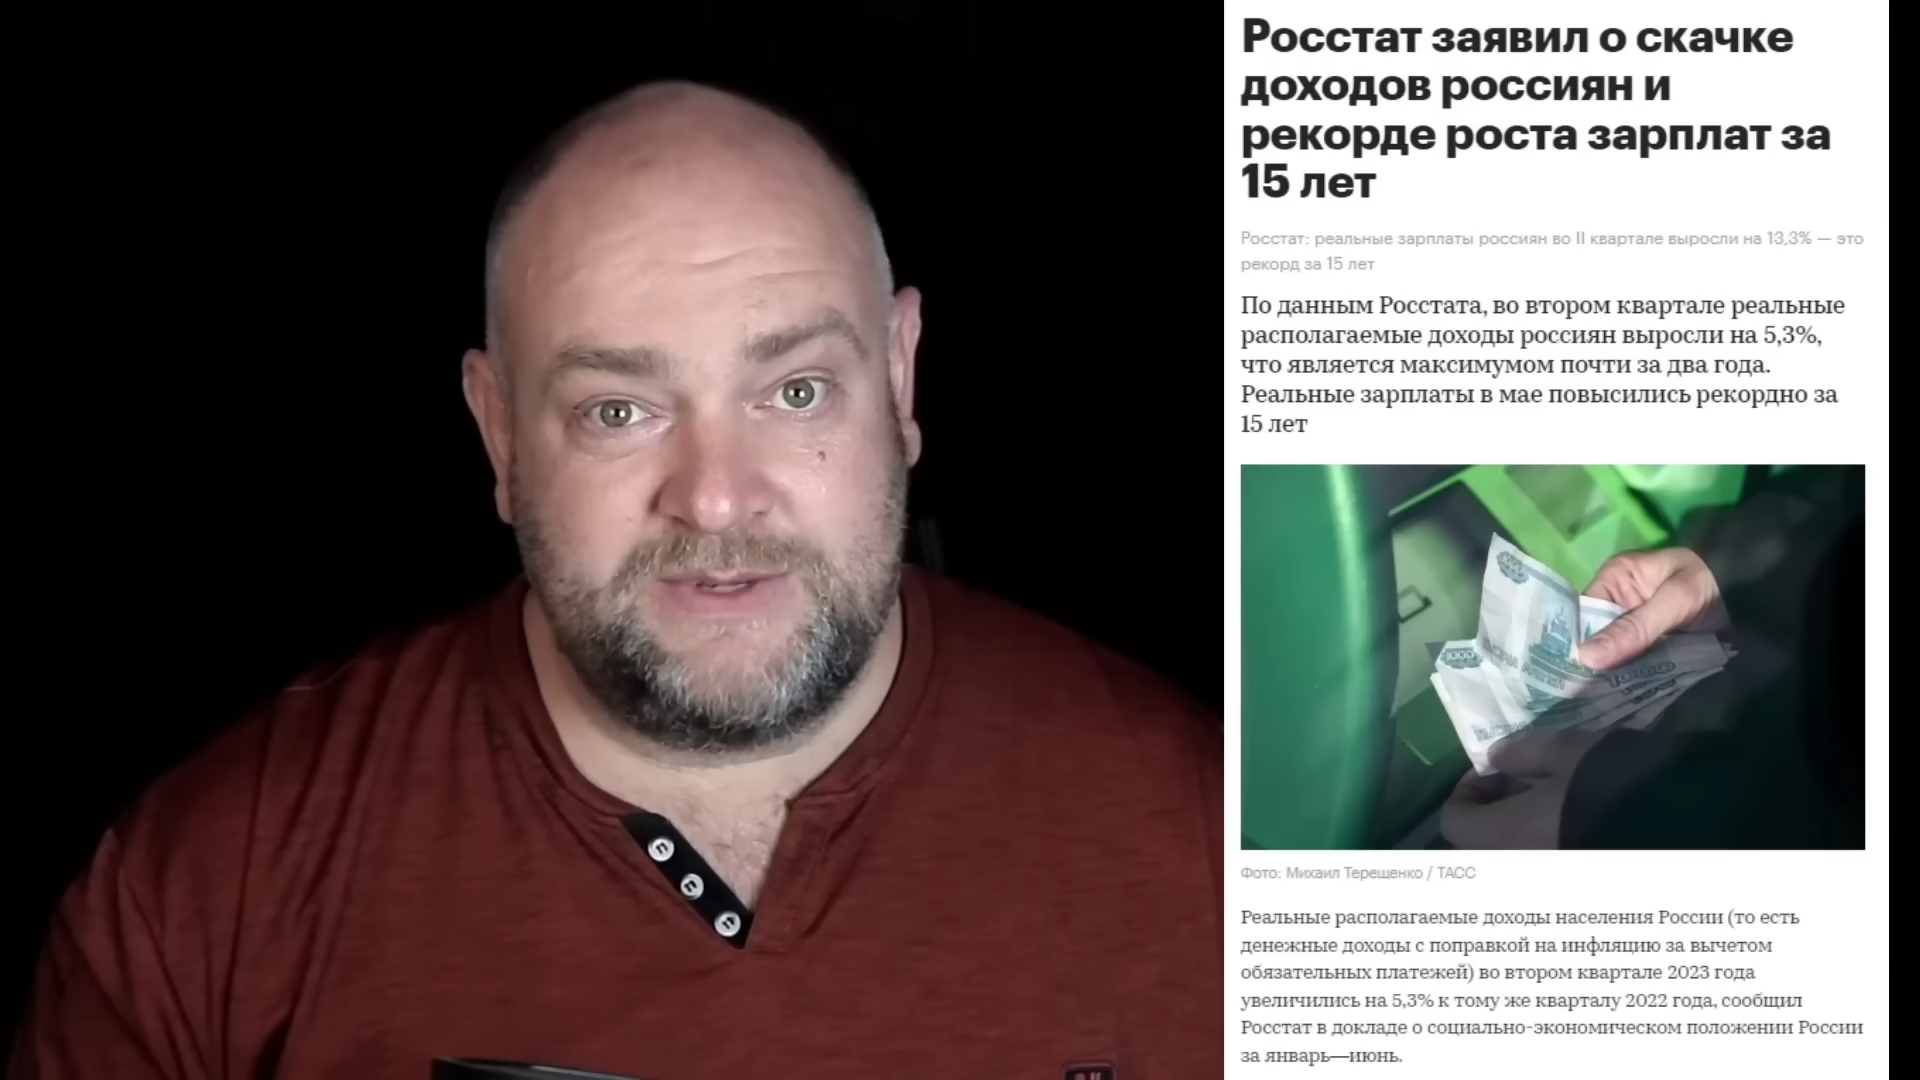 Росстат заявил о скачке
доходов россиян и
рекорде роста зарплат за
15 лет
Росстат: реальные зарплаты россиян во II квартале выросли на 13,3% — это
рекорд за 15 лет
По данным Росстата, во втором квартале реальные
располагаемые доходы россиян выросли на 5,3%,
что является максимумом почти за два года.
Реальные зарплаты в мае повысились рекордно за
15 лет
1000
1000
Фото: Михаил Терещенко / ТАСС
Реальные располагаемые доходы населения России (то есть
денежные доходы с поправкой на инфляцию за вычетом
обязательных платежей) во втором квартале 2023 года
увеличились на 5,3% к тому же кварталу 2022 года, сообщил
Росстат в докладе о социально-экономическом положении России
за январь—июнь.